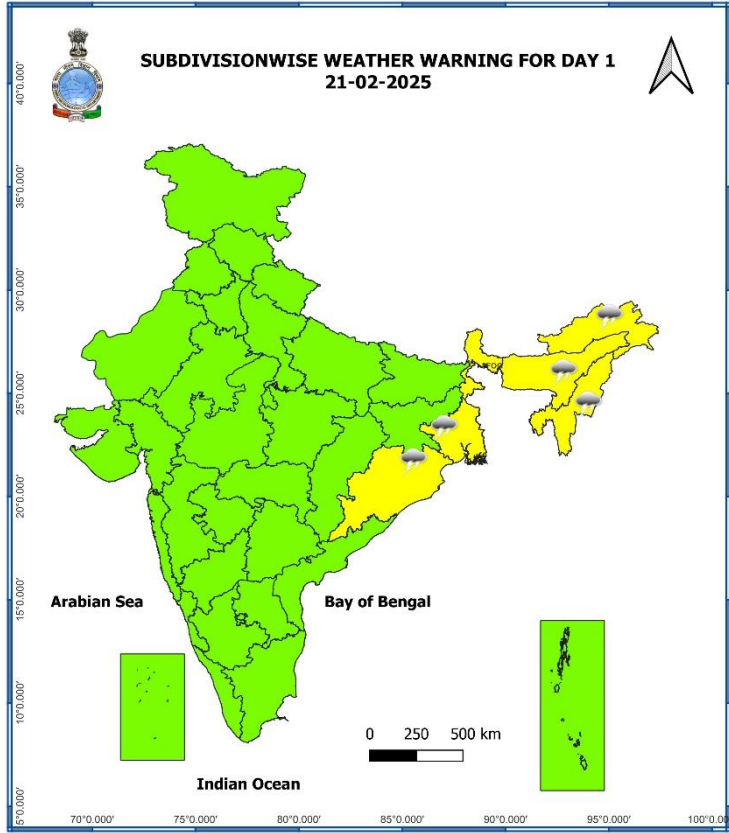 SUBDIVISIONWISE WEATHER WARNING FOR DAY 1
21-02-2025
40°0.000'
35°0.000'
30°0.000'
25°0.000'
20°0.000'
15°0.000'
10°0.000'
5°0.000'
Arabian Sea
Bay of Bengal
0 250 500 km
Indian Ocean
70°0.000' 75°0.000' 80°0.000' 85°0.000' 90°0.000' 95°0.000' 100°0.0